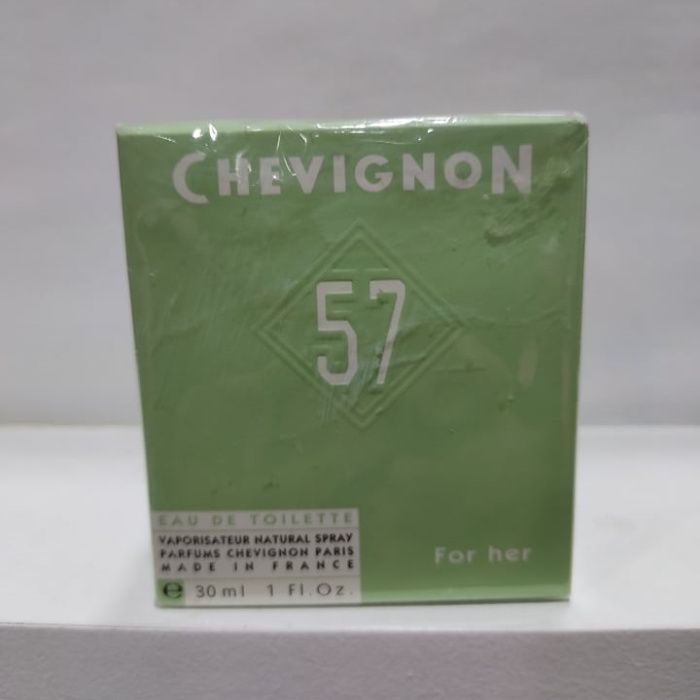 CHEVIGNON
57
EAU DE TOILETTE
VAPORISATEUR NATURAL SPRAY
PARFUMS CHEVIGNON PARIS
MADE IN FRANCE
For her
e 30 ml 1 Fl.Oz.